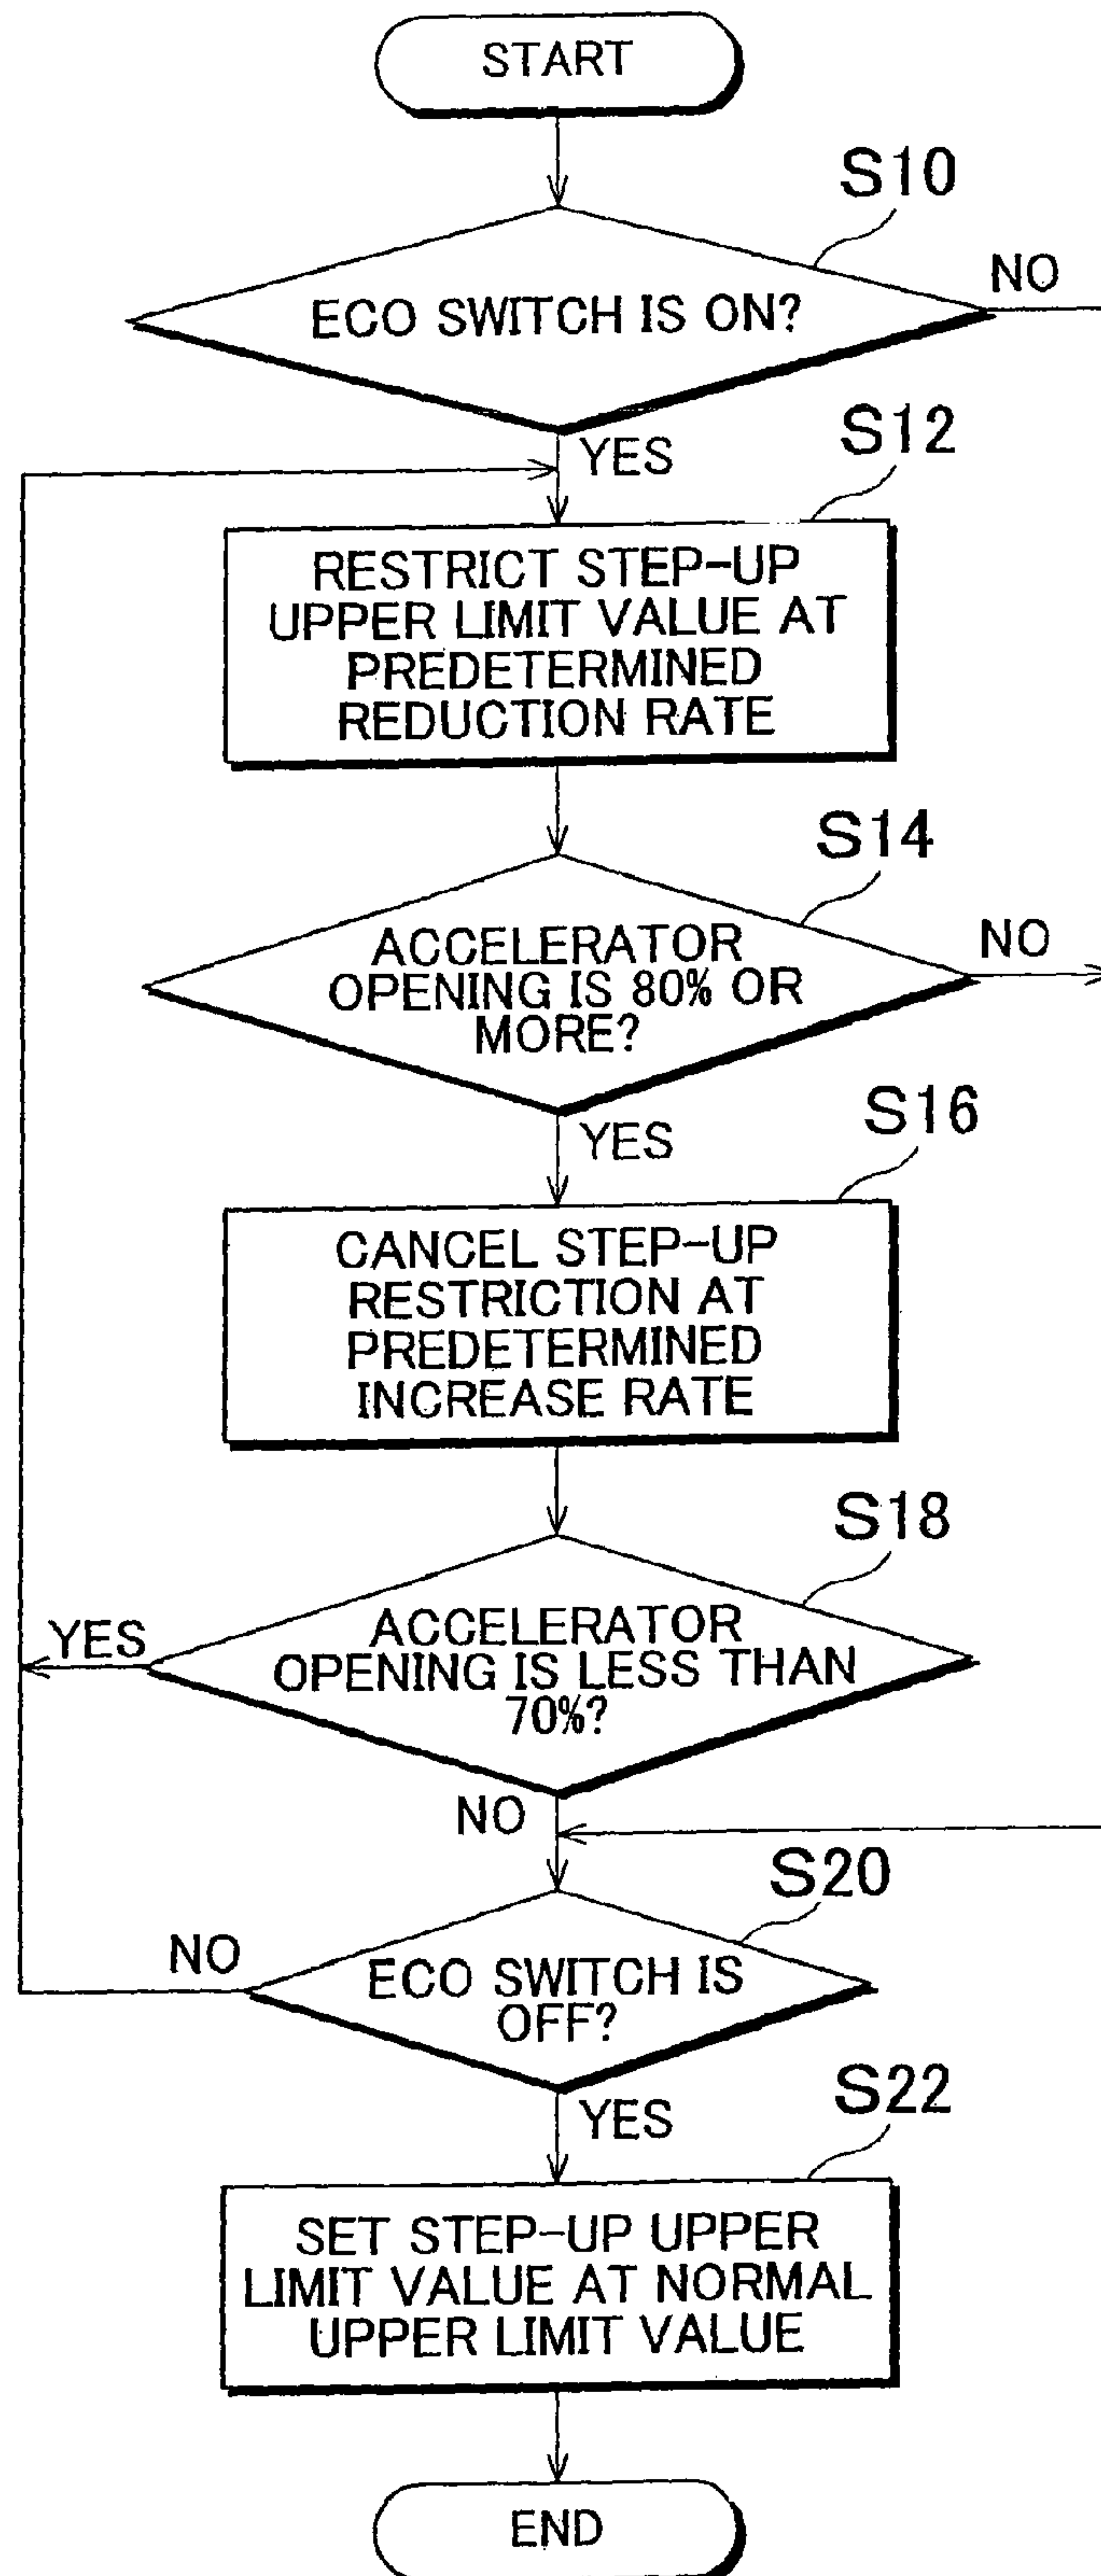 START
S10
NO
ECO SWITCH IS ON?
S12
YES
RESTRICT STEP-UP
UPPER LIMIT VALUE AT
PREDETERMINED
REDUCTION RATE
S14
NO
ACCELERATOR
OPENING IS 80% OR
MORE?
S16
YES
CANCEL STEP-UP
RESTRICTION AT
PREDETERMINED
INCREASE RATE
S18
YES
ACCELERATOR
OPENING IS LESS THAN
70%?
NO
S20
NO
ECO SWITCH IS
OFF?
S22
YES
SET STEP-UP UPPER
LIMIT VALUE AT NORMAL
UPPER LIMIT VALUE
END